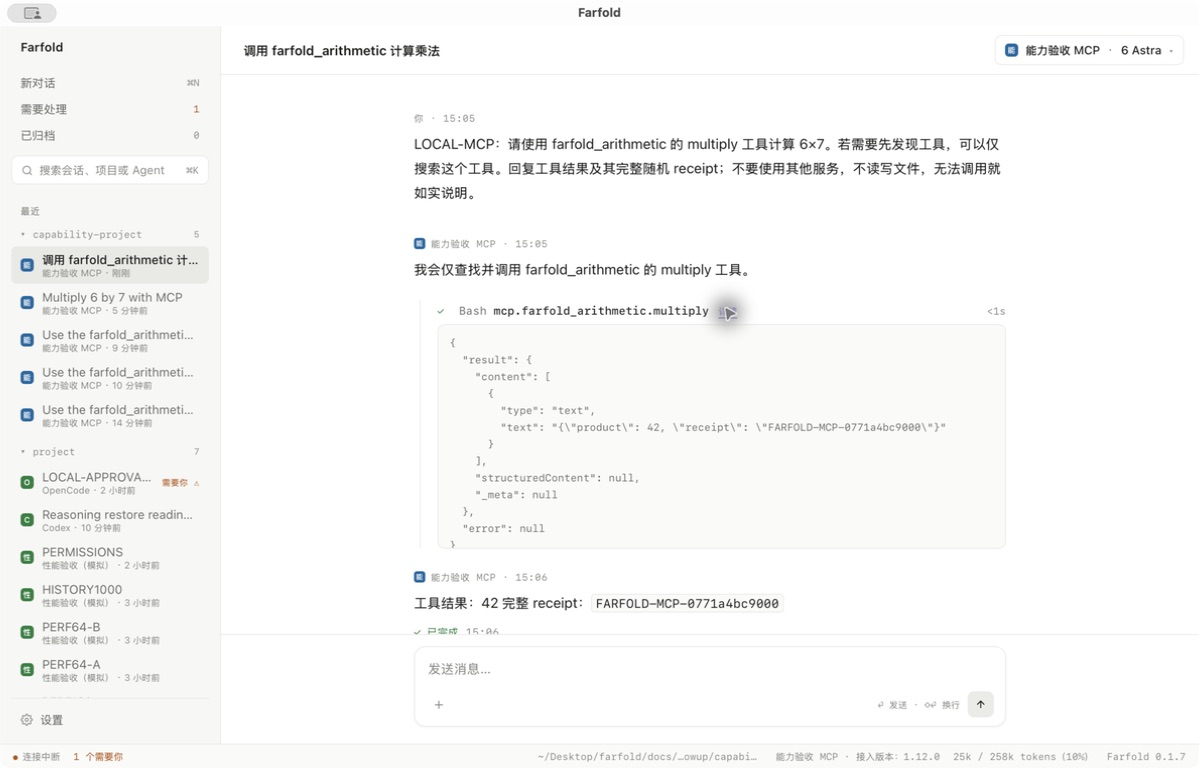 Farfold
Farfold
新对话 ⌘N
需要处理 1
已归档 0
搜索会话、项目或 Agent ⌘K
最近
capability-project 5
能 调用 farfold_arithmetic 计...
能力验收 MCP · 刚刚
能 Multiply 6 by 7 with MCP
能力验收 MCP · 5 分钟前
能 Use the farfold_arithmeti...
能力验收 MCP · 9 分钟前
能 Use the farfold_arithmeti...
能力验收 MCP · 10 分钟前
能 Use the farfold_arithmeti...
能力验收 MCP · 14 分钟前
project 7
O LOCAL-APPROVA... 需要你
OpenCode · 2 小时前
C Reasoning restore readin...
Codex · 10 分钟前
性 PERMISSIONS
性能验收（模拟） · 2 小时前
性 HISTORY1000
性能验收（模拟） · 3 小时前
性 PERF64-B
性能验收（模拟） · 3 小时前
性 PERF64-A
性能验收（模拟） · 3 小时前
设置
调用 farfold_arithmetic 计算乘法
能 能力验收 MCP · 6 Astra
你 · 15:05
LOCAL-MCP：请使用 farfold_arithmetic 的 multiply 工具计算 6×7。若需要先发现工具，可以仅
搜索这个工具。回复工具结果及其完整随机 receipt；不要使用其他服务，不读写文件，无法调用就
如实说明。
能 能力验收 MCP · 15:05
我会仅查找并调用 farfold_arithmetic 的 multiply 工具。
✓ Bash mcp.farfold_arithmetic.multiply <1s
{
"result": {
"content": [
{
"type": "text",
"text": "{\"product\": 42, \"receipt\": \"FARFOLD-MCP-0771a4bc9000\"}"
}
],
"structuredContent": null,
"_meta": null
},
"error": null
}
能 能力验收 MCP · 15:06
工具结果：42 完整 receipt： FARFOLD-MCP-0771a4bc9000
✓ 已完成 15:06
发送消息...
+ ↵ 发送 · ⇧↵ 换行 ↑
连接中断 1 个需要你 ~/Desktop/farfold/docs/…owup/capabi… 能力验收 MCP · 接入版本：1.12.0 25k / 258k tokens (10%) Farfold 0.1.7